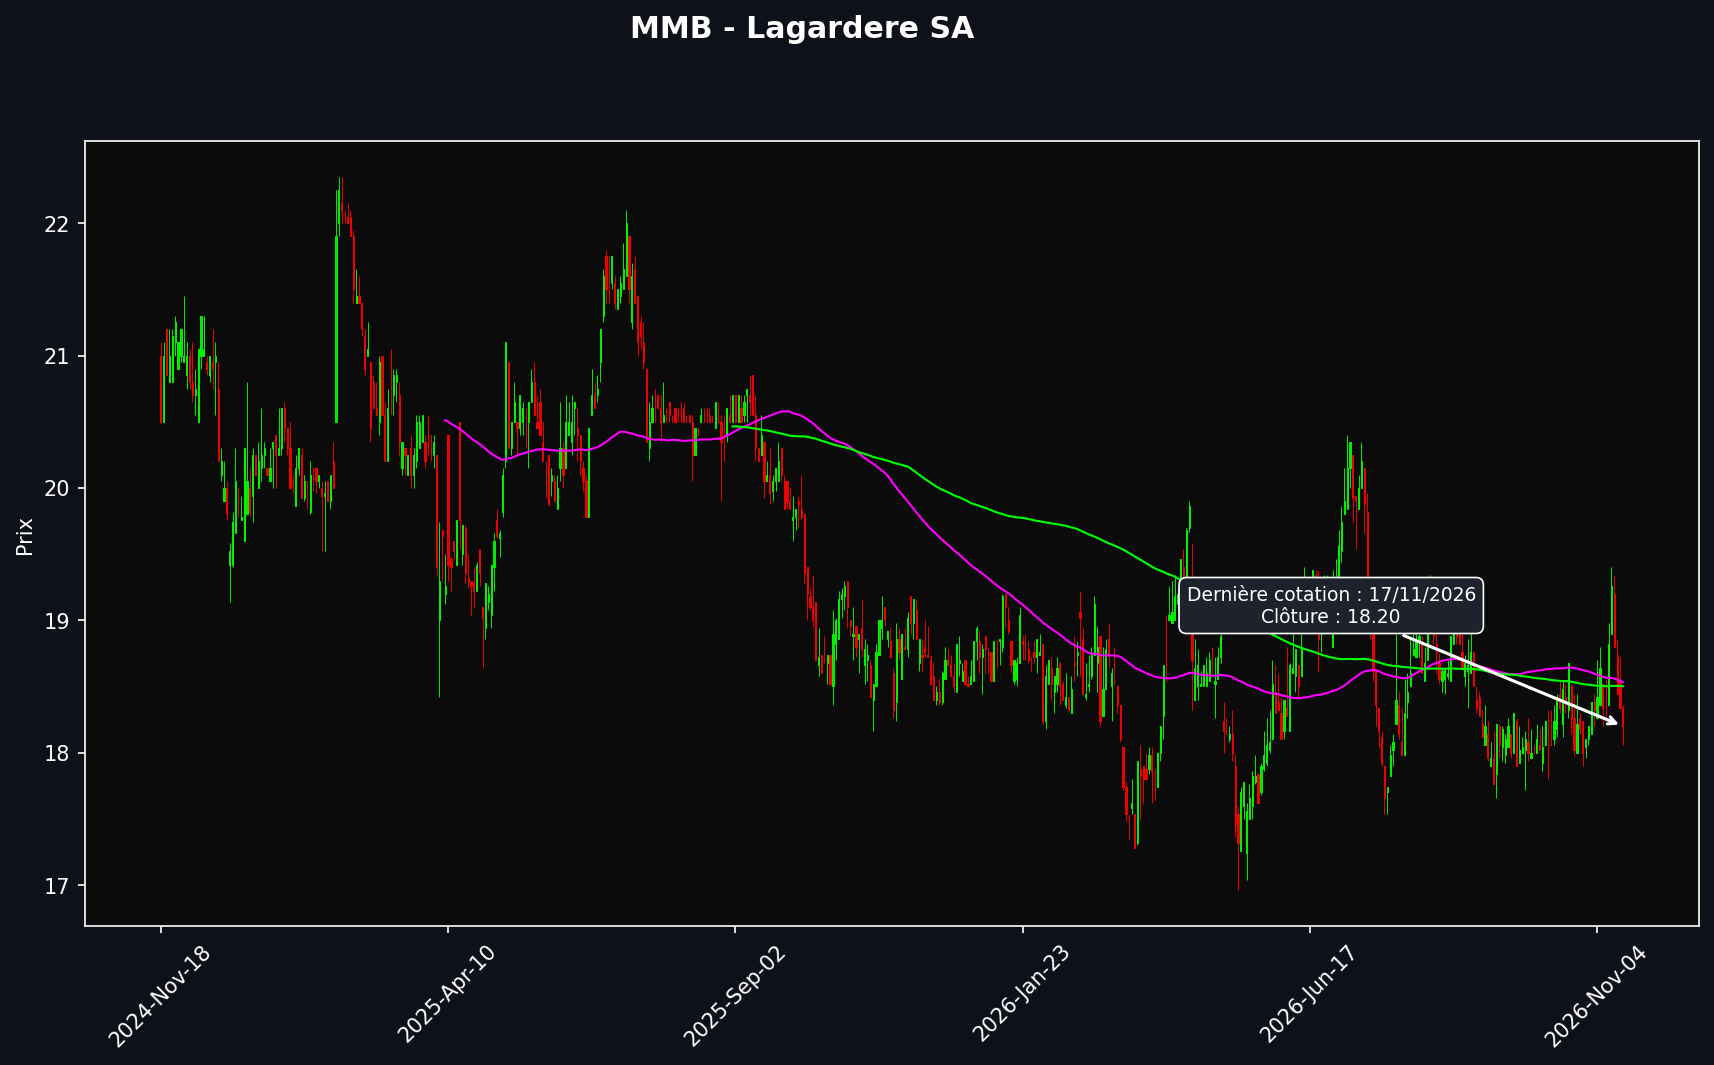 MMB - Lagardere SA
Prix
22
21
20
19
18
17
Dernière cotation : 17/11/2026
Clôture : 18.20
2024-Nov-18
2025-Apr-10
2025-Sep-02
2026-Jan-23
2026-Jun-17
2026-Nov-04